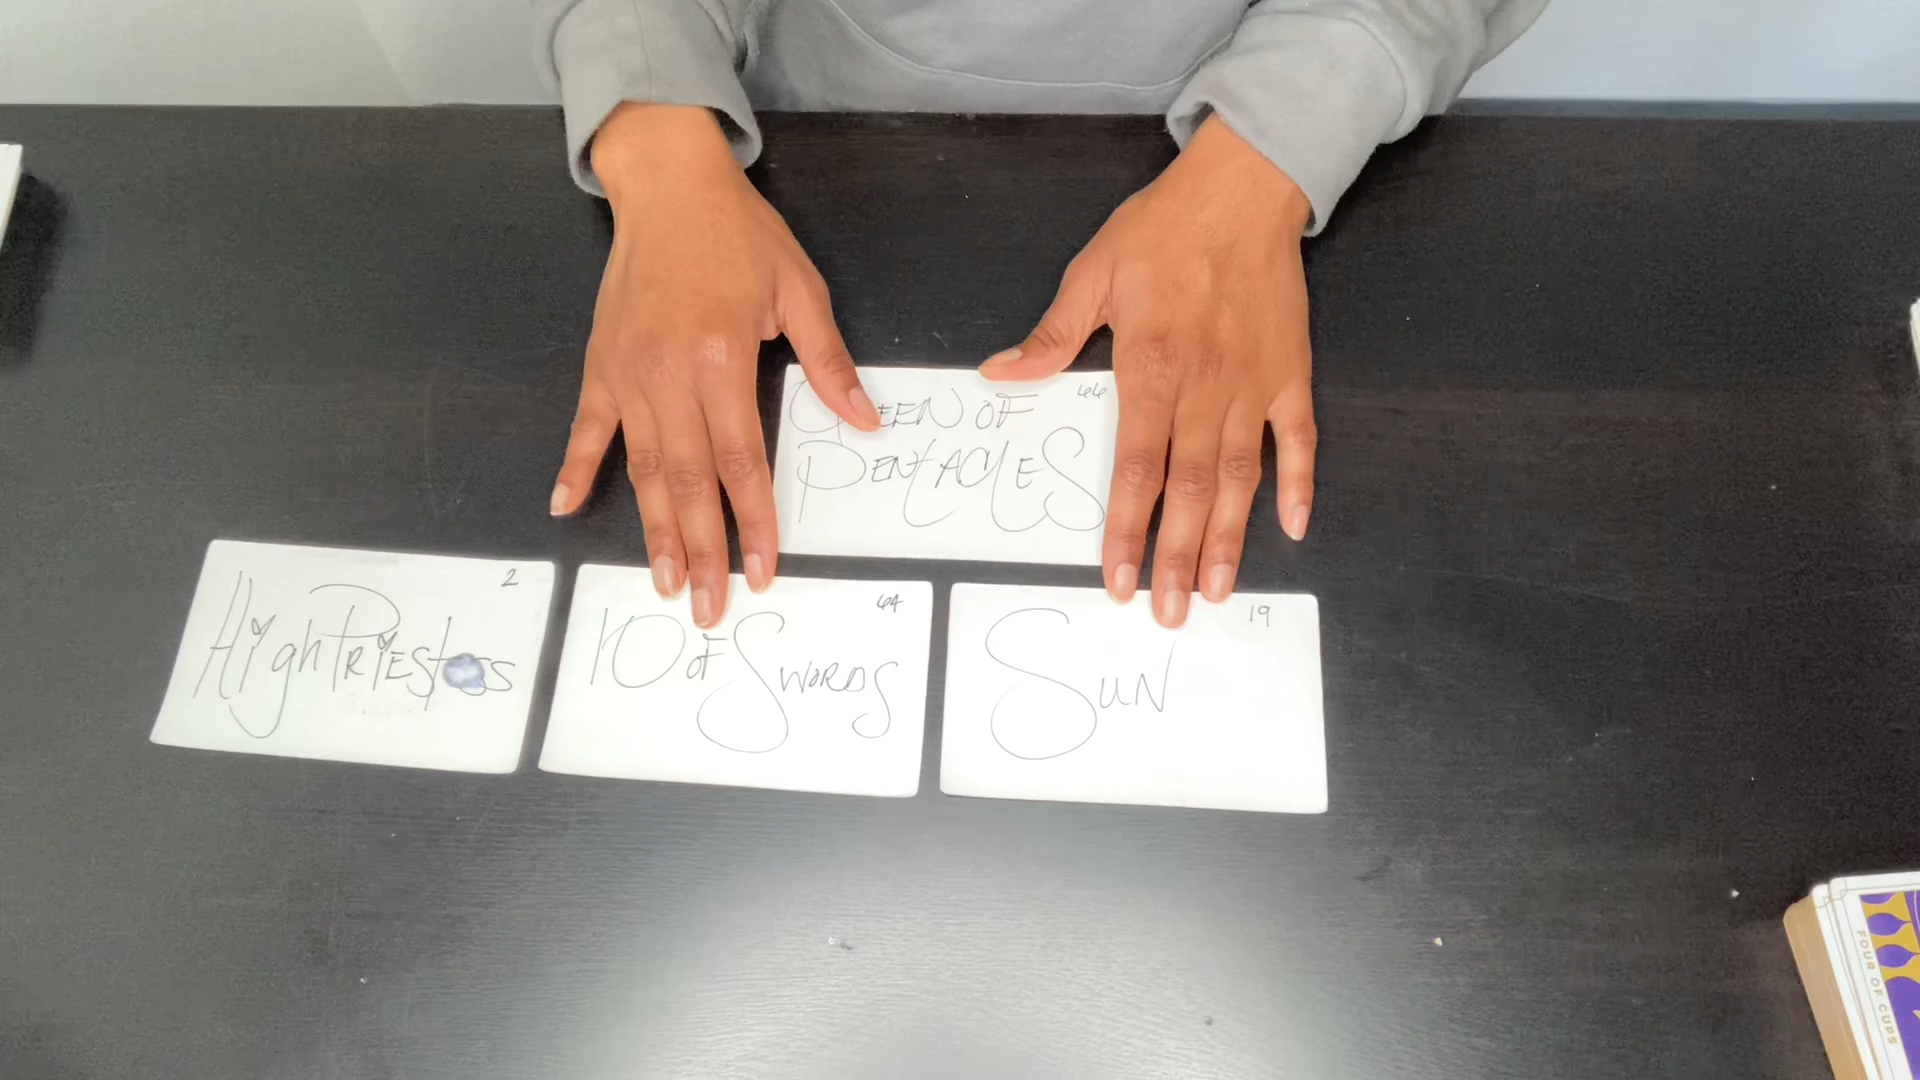 66
QUEEN OF
PENTACLES
2
High Priestess
64
10 OF SWORDS
19
SUN
FOUR OF CUPS